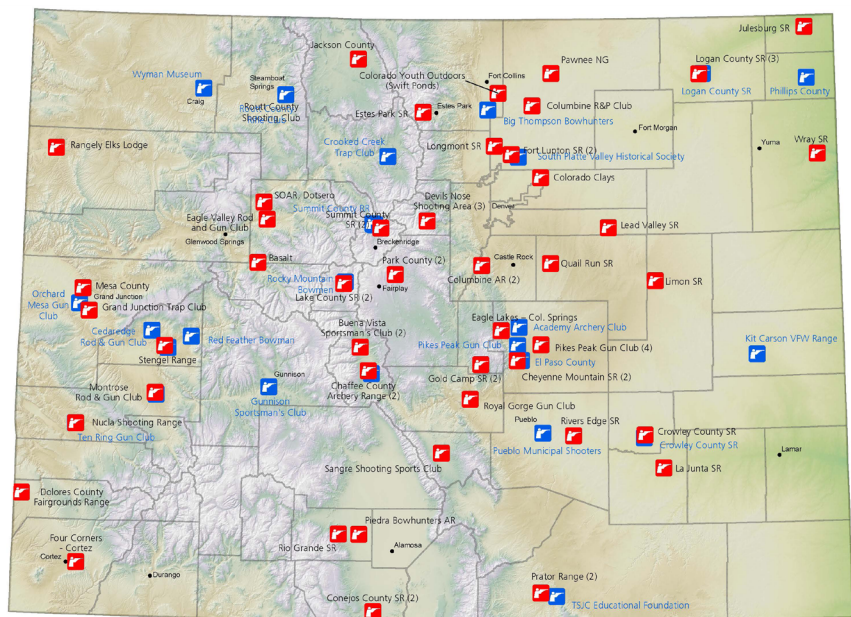 Julesburg SR
Jackson County
Pawnee NG
Logan County SR (3)
Wyman Museum
Steamboat
Springs
Colorado Youth Outdoors
(Swift Ponds)
Fort Collins
Craig
Routt County
Shooting Club
Logan County SR
Phillips County
Estes Park SR
Estes Park
Columbine R&P Club
Big Thompson Bowhunters
Fort Morgan
Rangely Elks Lodge
Crooked Creek
Trap Club
Longmont SR
Fort Lupton SR (2)
South Platte Valley Historical Society
Yuma
Wray SR
Colorado Clays
SOAR, Dotsero
Summit County SR
Devils Nose
Shooting Area (3)
Denver
Eagle Valley Rod
and Gun Club
Summit County
SR (2)
Lead Valley SR
Glenwood Springs
Breckenridge
Basalt
Park County (2)
Castle Rock
Columbine AR (2)
Quail Run SR
Rocky Mountain
Bowmen
Lake County SR (2)
Fairplay
Limon SR
Mesa County
Grand Junction
Orchard
Mesa Gun
Club
Grand Junction Trap Club
Cedaredge
Rod & Gun Club
Red Feather Bowman
Stengel Range
Buena Vista
Sportsman's Club (2)
Eagle Lakes – Col. Springs
Academy Archery Club
Pikes Peak Gun Club
Pikes Peak Gun Club (4)
El Paso County
Kit Carson VFW Range
Gold Camp SR (2)
Cheyenne Mountain SR (2)
Montrose
Rod & Gun Club
Gunnison
Gunnison
Sportsman's Club
Chaffee County
Archery Range (2)
Royal Gorge Gun Club
Nucla Shooting Range
Ten Ring Gun Club
Pueblo
Rivers Edge SR
Pueblo Municipal Shooters
Crowley County SR
Crowley County SR
Lamar
Sangre Shooting Sports Club
La Junta SR
Dolores County
Fairgrounds Range
Piedra Bowhunters AR
Four Corners
- Cortez
Cortez
Rio Grande SR
Alamosa
Durango
Prator Range (2)
Conejos County SR (2)
TSJC Educational Foundation